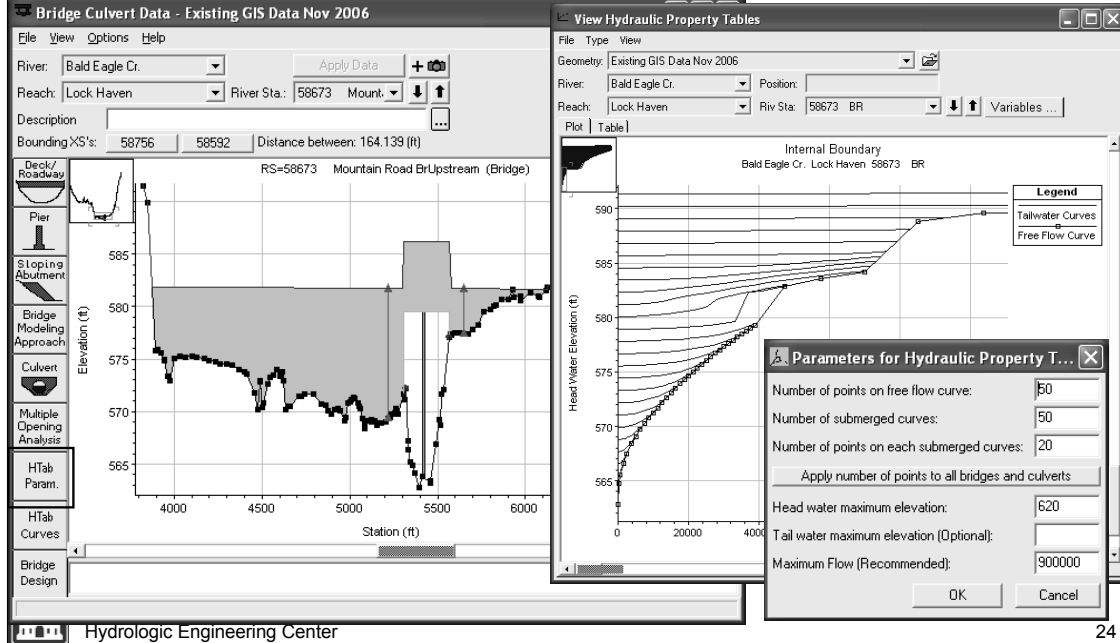 Bridge Culvert Data - Existing GIS Data Nov 2006
File View Options Help
River: Bald Eagle Cr. Apply Data
Reach: Lock Haven River Sta.: 58673 Mount
Description ...
Bounding XS's: 58756 58592 Distance between: 164.139 (ft)
Deck/
Roadway
Pier
Sloping
Abutment
Bridge
Modeling
Approach
Culvert
Multiple
Opening
Analysis
HTab
Param.
HTab
Curves
Bridge
Design
RS=58673 Mountain Road BrUpstream (Bridge)
Elevation (ft)
585
580
575
570
565
4000 4500 5000 5500 6000
Station (ft)
View Hydraulic Property Tables
File Type View
Geometry: Existing GIS Data Nov 2006
River: Bald Eagle Cr. Position:
Reach: Lock Haven Riv Sta: 58673 BR Variables ...
Plot Table
Internal Boundary
Bald Eagle Cr. Lock Haven 58673 BR
Legend
Tailwater Curves
Free Flow Curve
Head Water Elevation (ft)
590
585
580
575
570
565
0 20000 4000
Parameters for Hydraulic Property T...
Number of points on free flow curve: 50
Number of submerged curves: 50
Number of points on each submerged curves: 20
Apply number of points to all bridges and culverts
Head water maximum elevation: 620
Tail water maximum elevation (Optional):
Maximum Flow (Recommended): 900000
OK Cancel
Hydrologic Engineering Center 24